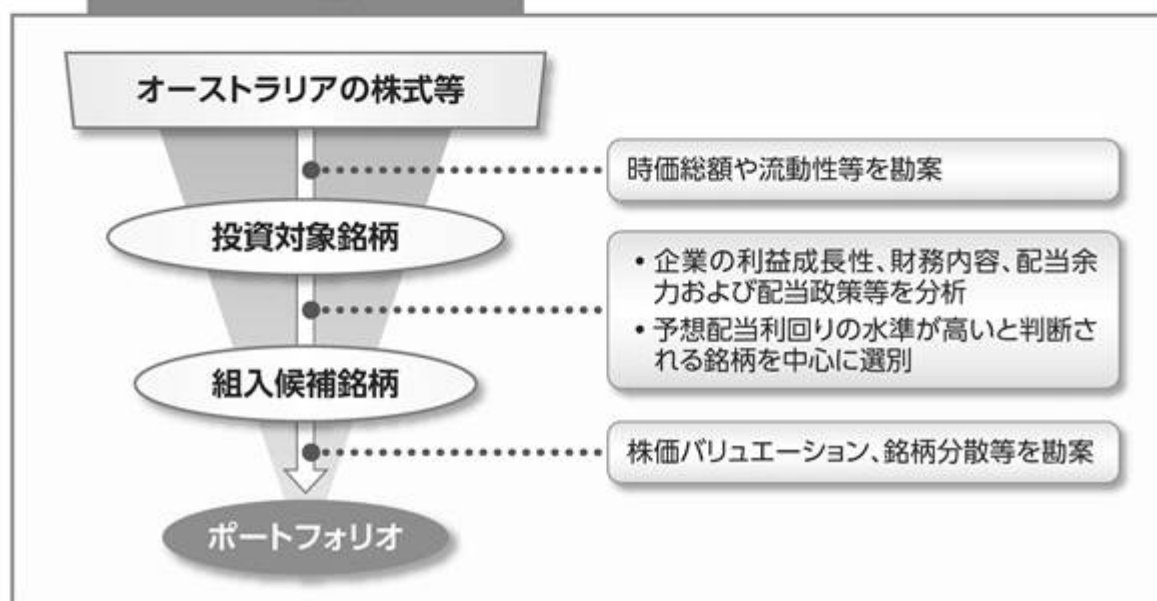 オーストラリアの株式等
時価総額や流動性等を勘案
投資対象銘柄
• 企業の利益成長性、財務内容、配当余
力および配当政策等を分析
• 予想配当利回りの水準が高いと判断さ
れる銘柄を中心に選別
組入候補銘柄
株価バリュエーション、銘柄分散等を勘案
ポートフォリオ